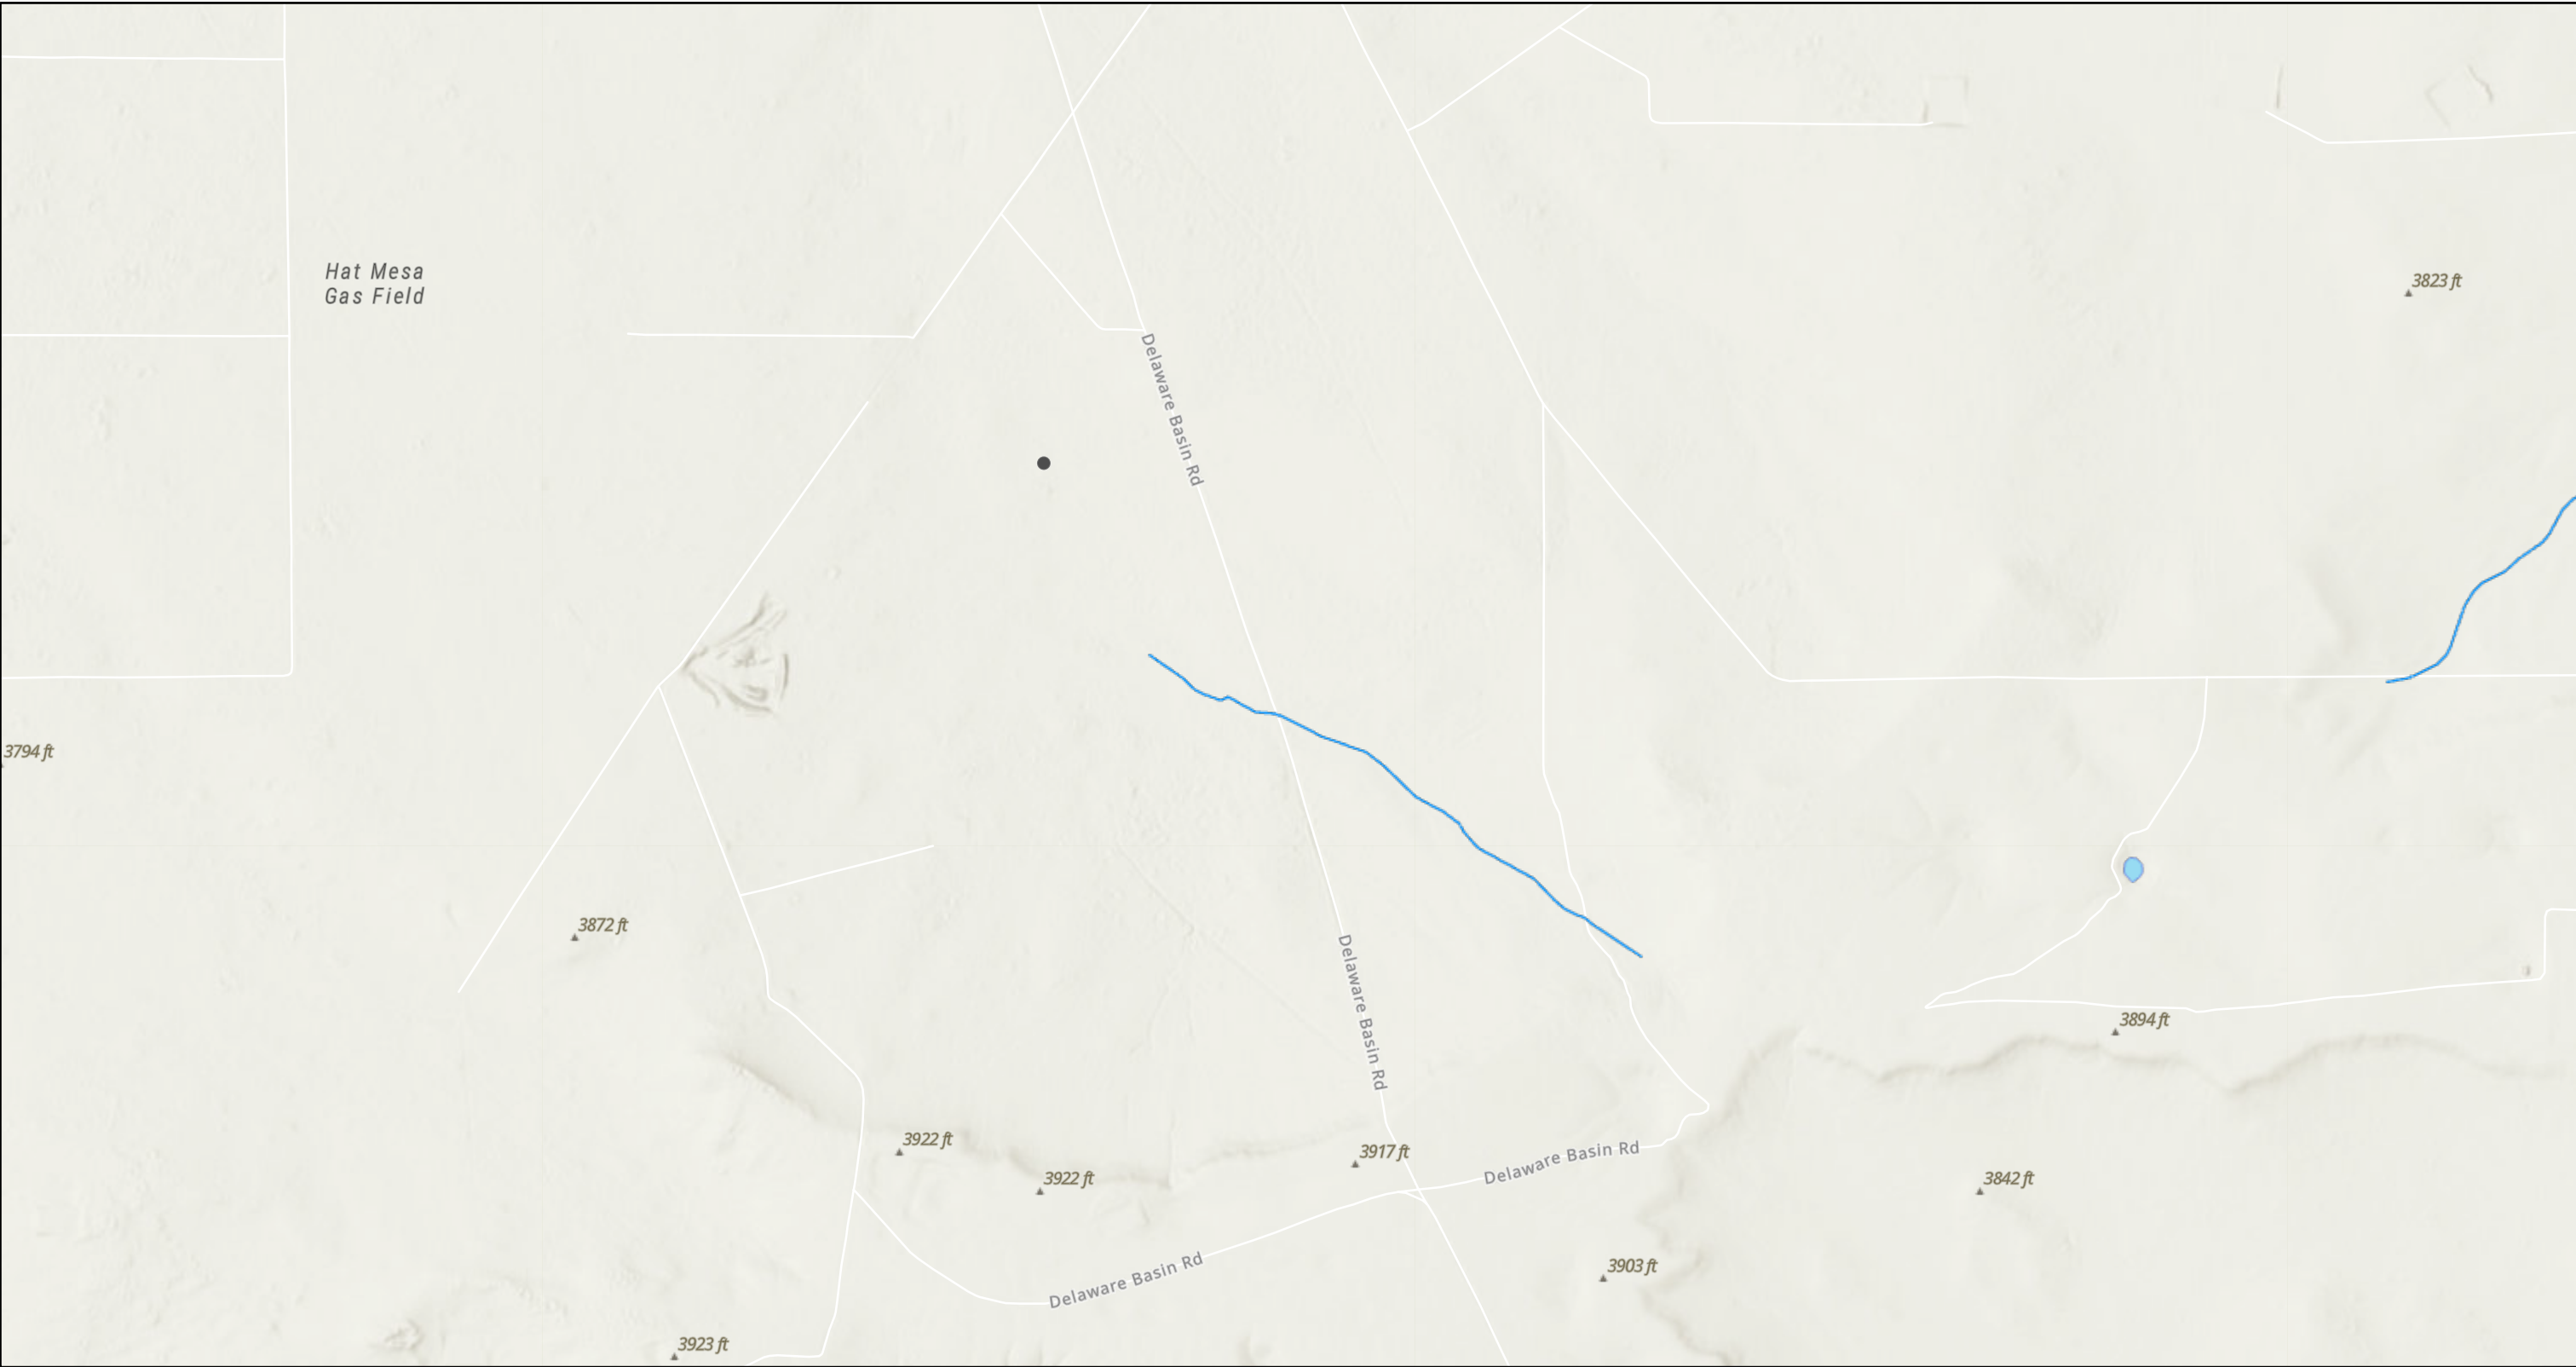 Hat Mesa
Gas Field
3823 ft
Delaware Basin Rd
3794 ft
3872 ft
Delaware Basin Rd
3894 ft
3922 ft
3917 ft
Delaware Basin Rd
3922 ft
3842 ft
Delaware Basin Rd
3903 ft
3923 ft